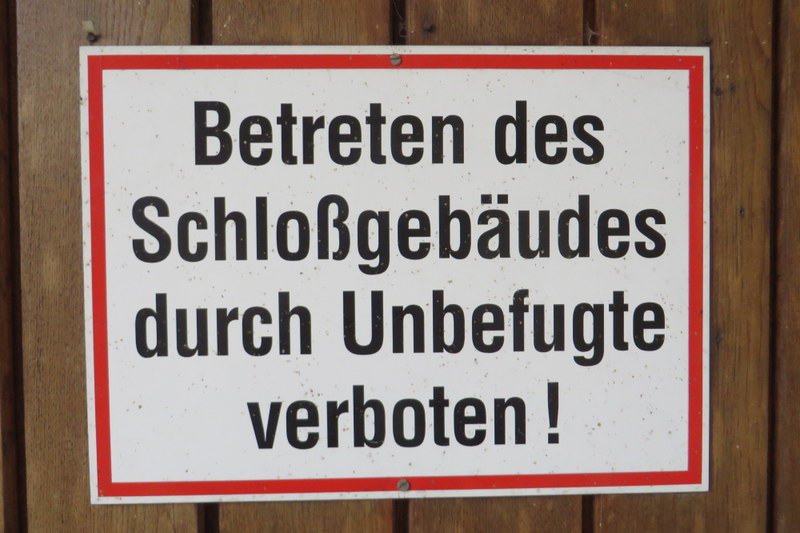 Betreten des
Schloßgebäudes
durch Unbefugte
verboten !